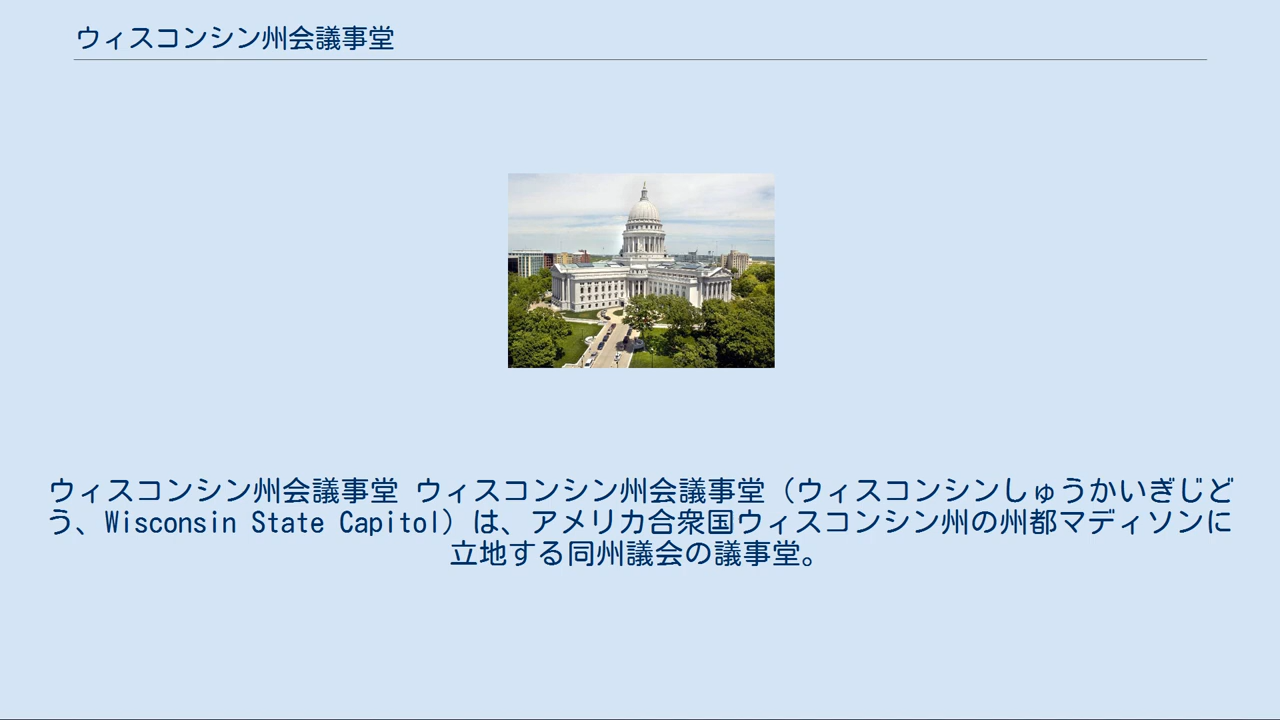 ウィスコンシン州会議事堂
ウィスコンシン州会議事堂 ウィスコンシン州会議事堂（ウィスコンシンしゅうかいぎじど
う、Wisconsin State Capitol）は、アメリカ合衆国ウィスコンシン州の州都マディソンに
立地する同州議会の議事堂。